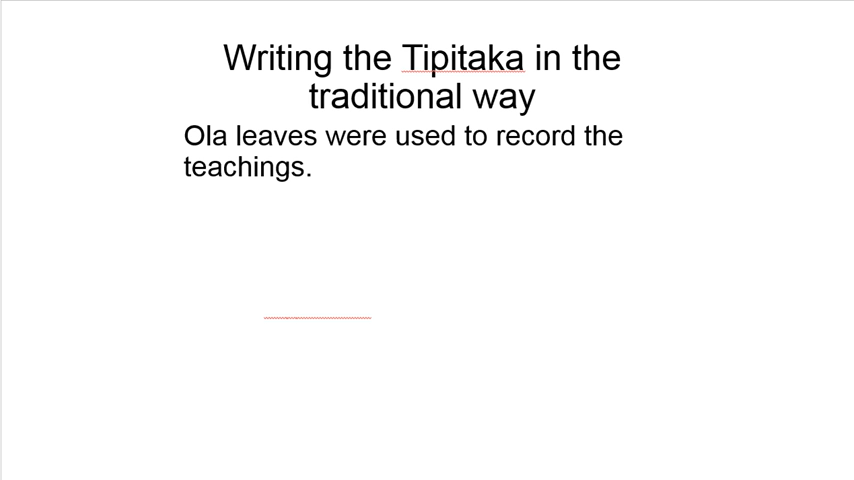 Writing the Tipitaka in the
traditional way
Ola leaves were used to record the
teachings.